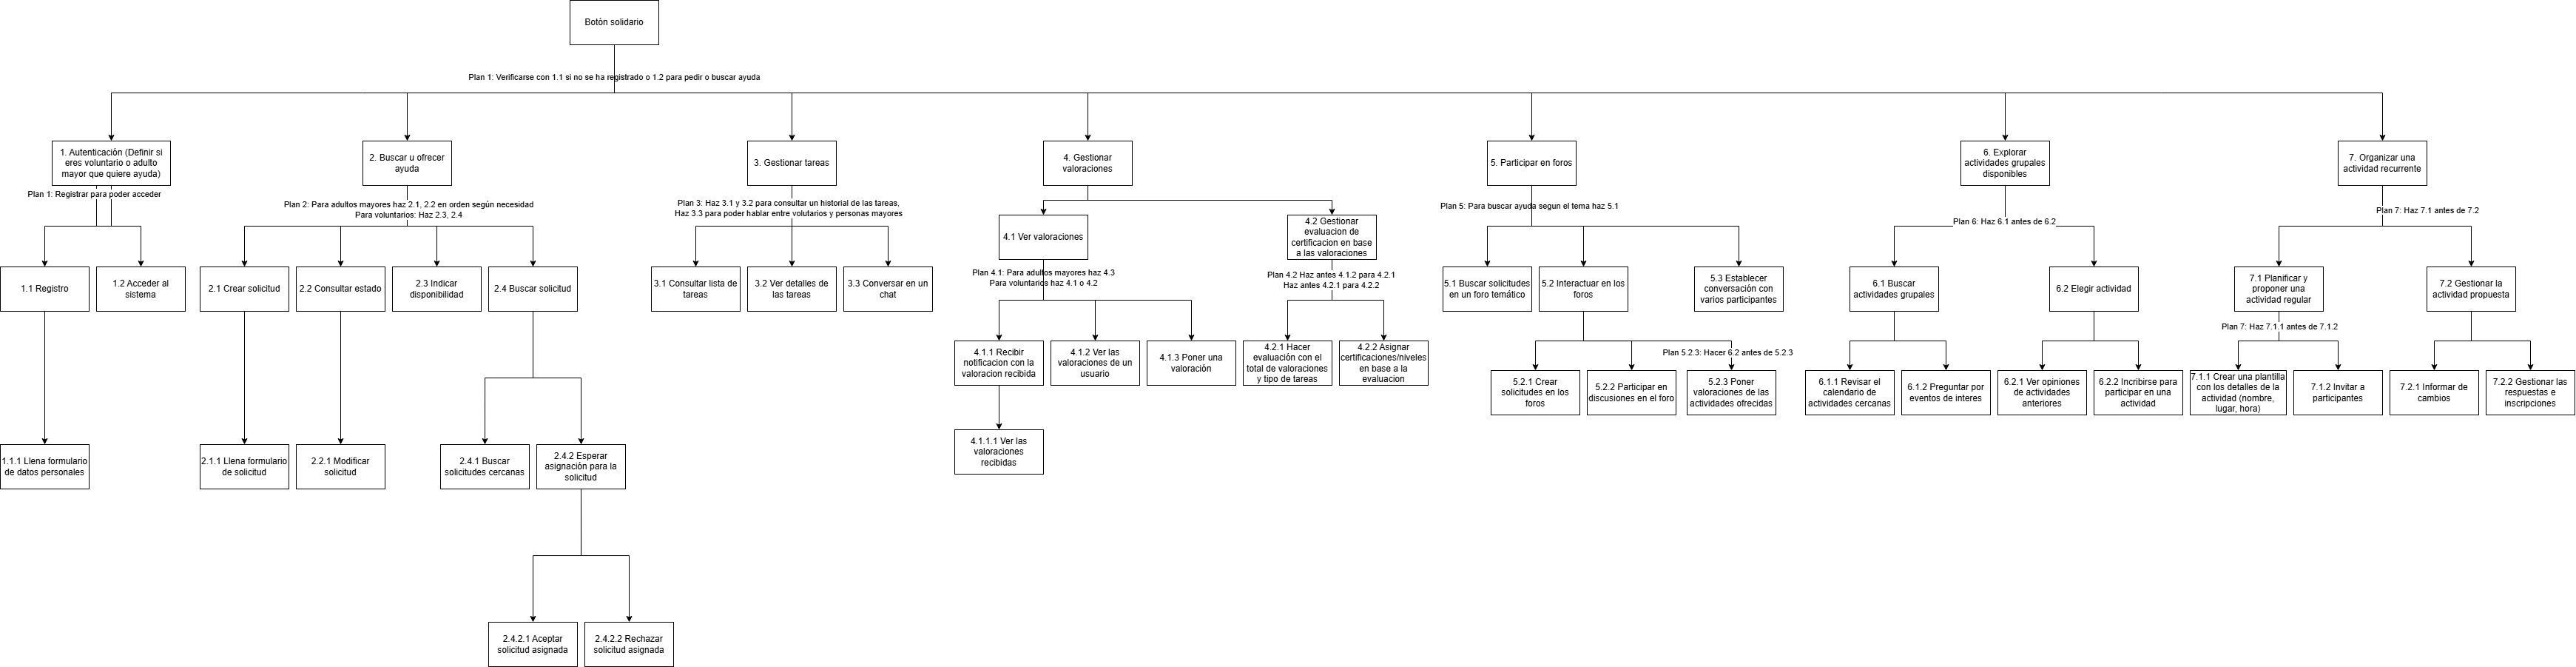 Botòn solidario
Plan 1: Verificarse con 1.1 si no se ha registrado o 1.2 para pedir o buscar ayuda
1. Autenticación (Definir si
eres voluntario o adulto
mayor que quiere ayuda)
2. Buscar u ofrecer
ayuda
3. Gestionar tareas
4. Gestionar
valoraciones
5. Participar en foros
6. Explorar
actividades grupales
disponibles
7. Organizar una
actividad recurrente
Plan 1: Registrar para poder acceder
Plan 2: Para adultos mayores haz 2.1, 2.2 en orden según necesidad
Para voluntarios: Haz 2.3, 2.4
Plan 3: Haz 3.1 y 3.2 para consultar un historial de las tareas,
Haz 3.3 para poder hablar entre volutarios y personas mayores
4.1 Ver valoraciones
4.2 Gestionar
evaluacion de
certificacion en base
a las valoraciones
Plan 5: Para buscar ayuda segun el tema haz 5.1
Plan 6: Haz 6.1 antes de 6.2
Plan 7: Haz 7.1 antes de 7.2
1.1 Registro
1.2 Acceder al
sistema
2.1 Crear solicitud
2.2 Consultar estado
2.3 Indicar
disponibilidad
2.4 Buscar solicitud
3.1 Consultar lista de
tareas
3.2 Ver detalles de
las tareas
3.3 Conversar en un
chat
Plan 4.1: Para adultos mayores haz 4.3
Para voluntarios haz 4.1 o 4.2
Plan 4.2 Haz antes 4.1.2 para 4.2.1
Haz antes 4.2.1 para 4.2.2
5.1 Buscar solicitudes
en un foro temático
5.2 Interactuar en los
foros
5.3 Establecer
conversación con
varios participantes
6.1 Buscar
actividades grupales
6.2 Elegir actividad
7.1 Planificar y
proponer una
actividad regular
7.2 Gestionar la
actividad propuesta
Plan 7: Haz 7.1.1 antes de 7.1.2
4.1.1 Recibir
notificacion con la
valoracion recibida
4.1.2 Ver las
valoraciones de un
usuario
4.1.3 Poner una
valoración
4.2.1 Hacer
evaluación con el
total de valoraciones
y tipo de tareas
4.2.2 Asignar
certificaciones/niveles
en base a la
evaluacion
Plan 5.2.3: Hacer 6.2 antes de 5.2.3
5.2.1 Crear
solicitudes en los
foros
5.2.2 Participar en
discusiones en el foro
5.2.3 Poner
valoraciones de las
actividades ofrecidas
6.1.1 Revisar el
calendario de
actividades cercanas
6.1.2 Preguntar por
eventos de interes
6.2.1 Ver opiniones
de actividades
anteriores
6.2.2 Incribirse para
participar en una
actividad
7.1.1 Crear una plantilla
con los detalles de la
actividad (nombre,
lugar, hora)
7.1.2 Invitar a
participantes
7.2.1 Informar de
cambios
7.2.2 Gestionar las
respuestas e
inscripciones
1.1.1 Llena formulario
de datos personales
2.1.1 Llena formulario
de solicitud
2.2.1 Modificar
solicitud
2.4.1 Buscar
solicitudes cercanas
2.4.2 Esperar
asignación para la
solicitud
4.1.1.1 Ver las
valoraciones
recibidas
2.4.2.1 Aceptar
solicitud asignada
2.4.2.2 Rechazar
solicitud asignada